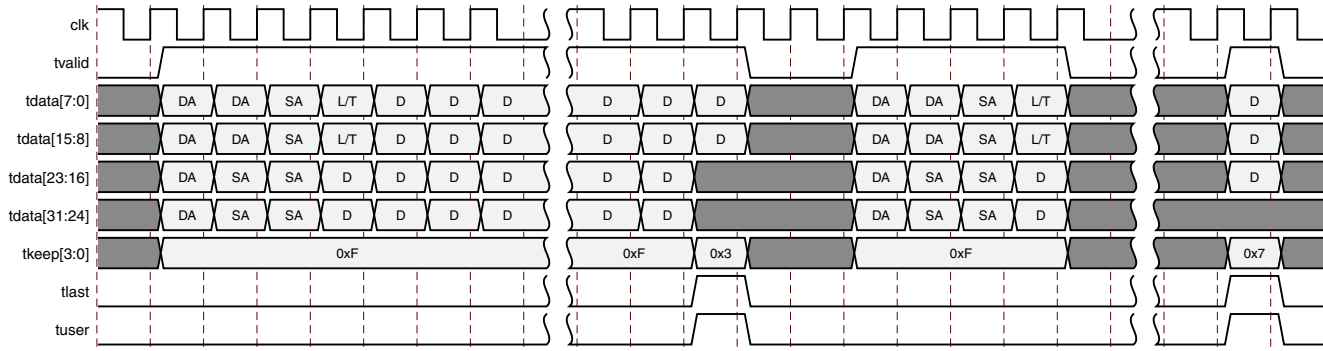 clk
tvalid
tdata[7:0] DA DA SA L/T D D D D D D DA DA SA L/T D
tdata[15:8] DA DA SA L/T D D D D D D DA DA SA L/T D
tdata[23:16] DA SA SA D D D D D D DA SA SA D D
tdata[31:24] DA SA SA D D D D D D DA SA SA D
tkeep[3:0] 0xF 0xF 0x3 0xF 0x7
tlast
tuser